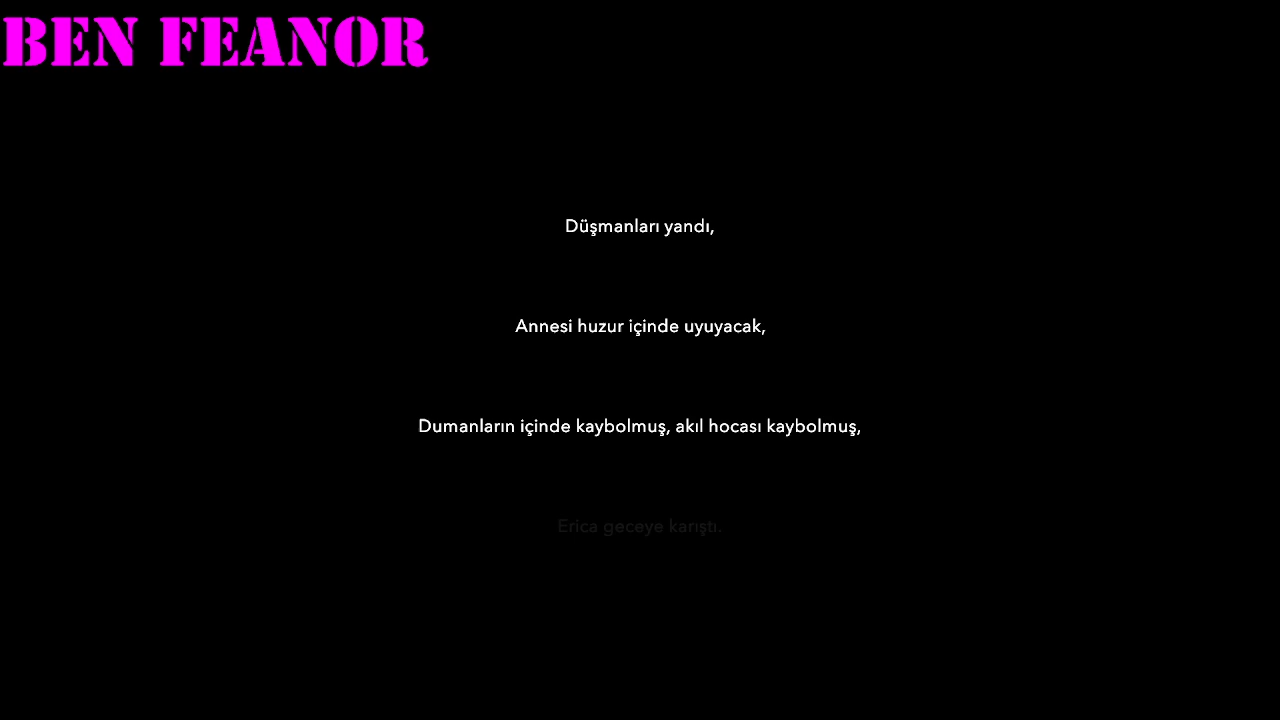 BEN FEANOR
Düşmanları yandı,
Annesi huzur içinde uyuyacak,
Dumanların içinde kaybolmuş, akıl hocası kaybolmuş,
Erica geceye karıştı.